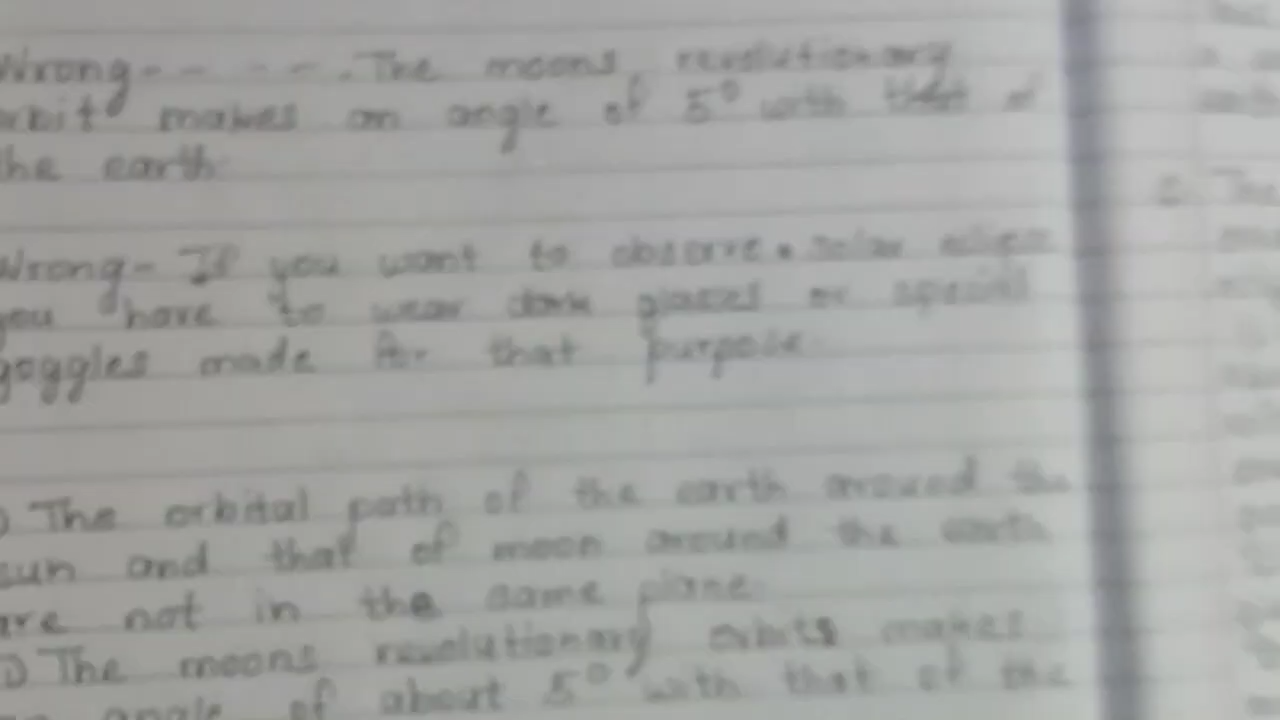 Wrong - - - - . The moons revolutionary
orbit makes an angle of 5° with that of
the earth
Wrong - If you want to observe solar
you have to wear dark glasses or special
goggles made for that purpose
The orbital path of the earth around the
sun and that of moon around the earth
are not in the same plane
The moons revolutionary orbits makes
angle of about 5° with that of the
The